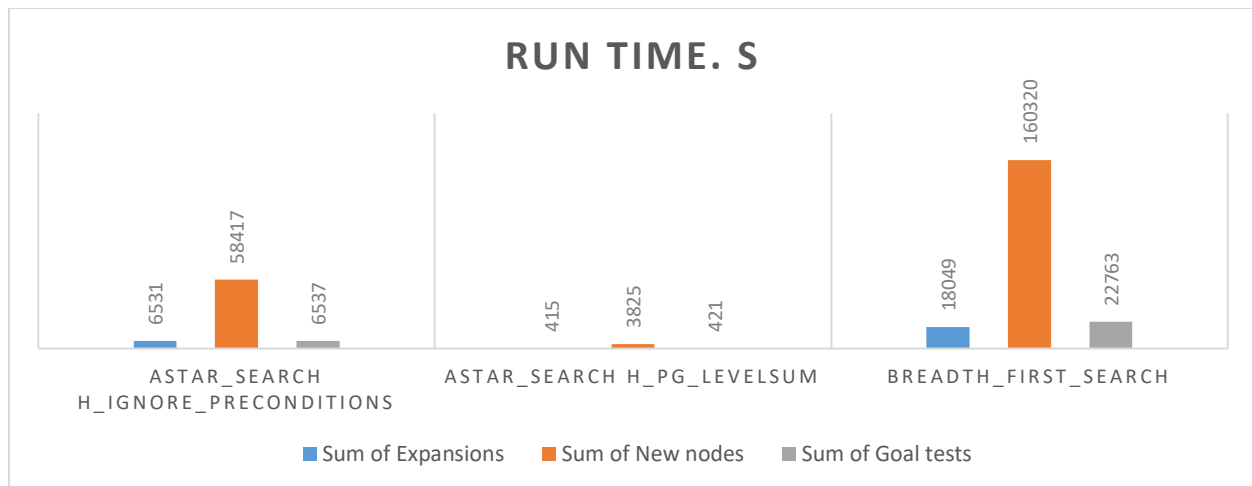 RUN TIME. S
6531
58417
6537
415
3825
421
18049
160320
22763
ASTAR_SEARCH
H_IGNORE_PRECONDITIONS
ASTAR_SEARCH H_PG_LEVELSUM
BREADTH_FIRST_SEARCH
Sum of Expansions
Sum of New nodes
Sum of Goal tests